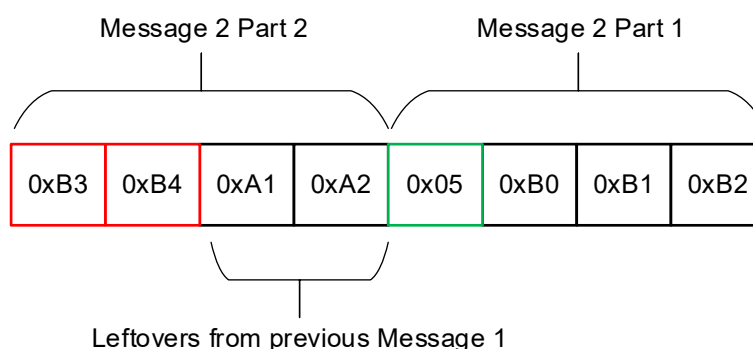 Message 2 Part 2 Message 2 Part 1
0xB3 0xB4 0xA1 0xA2 0x05 0xB0 0xB1 0xB2
Leftovers from previous Message 1